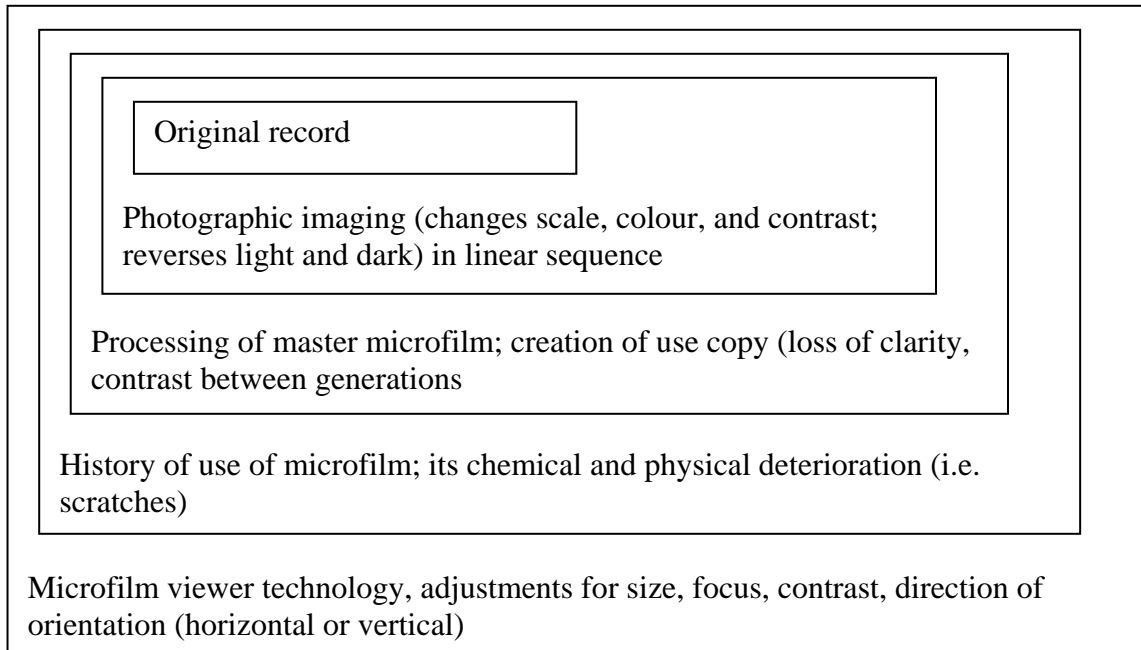 Original record
Photographic imaging (changes scale, colour, and contrast;
reverses light and dark) in linear sequence
Processing of master microfilm; creation of use copy (loss of clarity,
contrast between generations
History of use of microfilm; its chemical and physical deterioration (i.e.
scratches)
Microfilm viewer technology, adjustments for size, focus, contrast, direction of
orientation (horizontal or vertical)